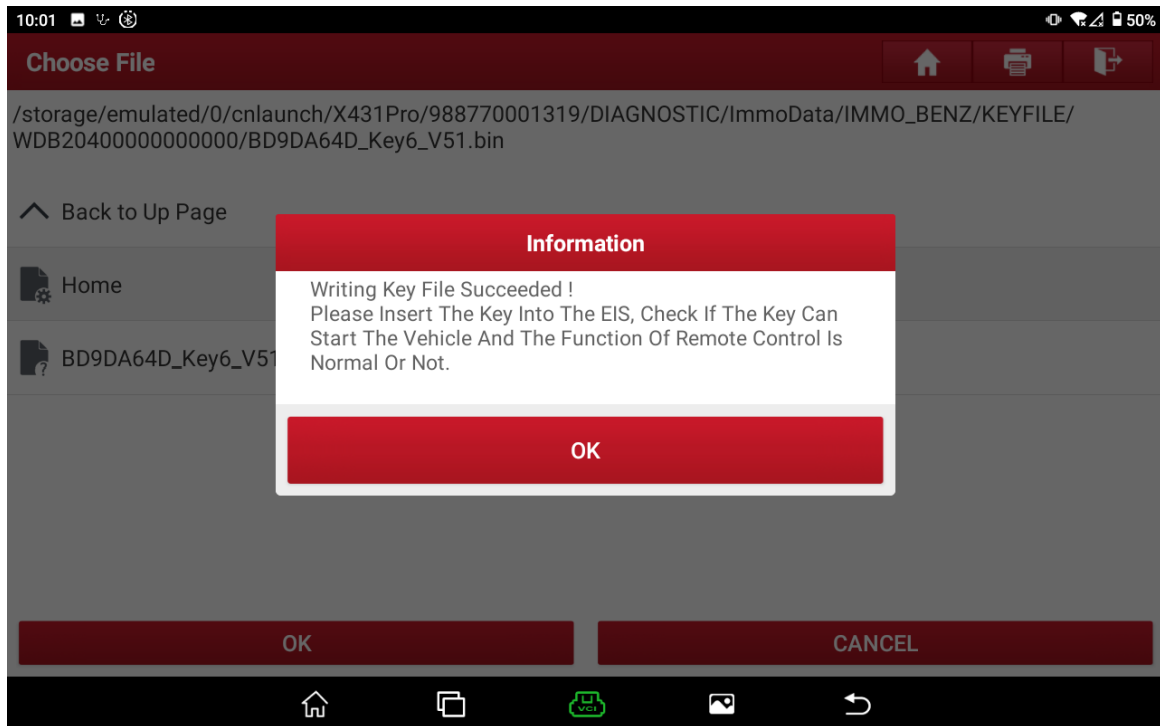 10:01
50%
Choose File
/storage/emulated/0/cnlaunch/X431Pro/988770001319/DIAGNOSTIC/ImmoData/IMMO_BENZ/KEYFILE/
WDB20400000000000/BD9DA64D_Key6_V51.bin
Back to Up Page
Home
BD9DA64D_Key6_V51
Information
Writing Key File Succeeded !
Please Insert The Key Into The EIS, Check If The Key Can
Start The Vehicle And The Function Of Remote Control Is
Normal Or Not.
OK
OK
CANCEL
VCI